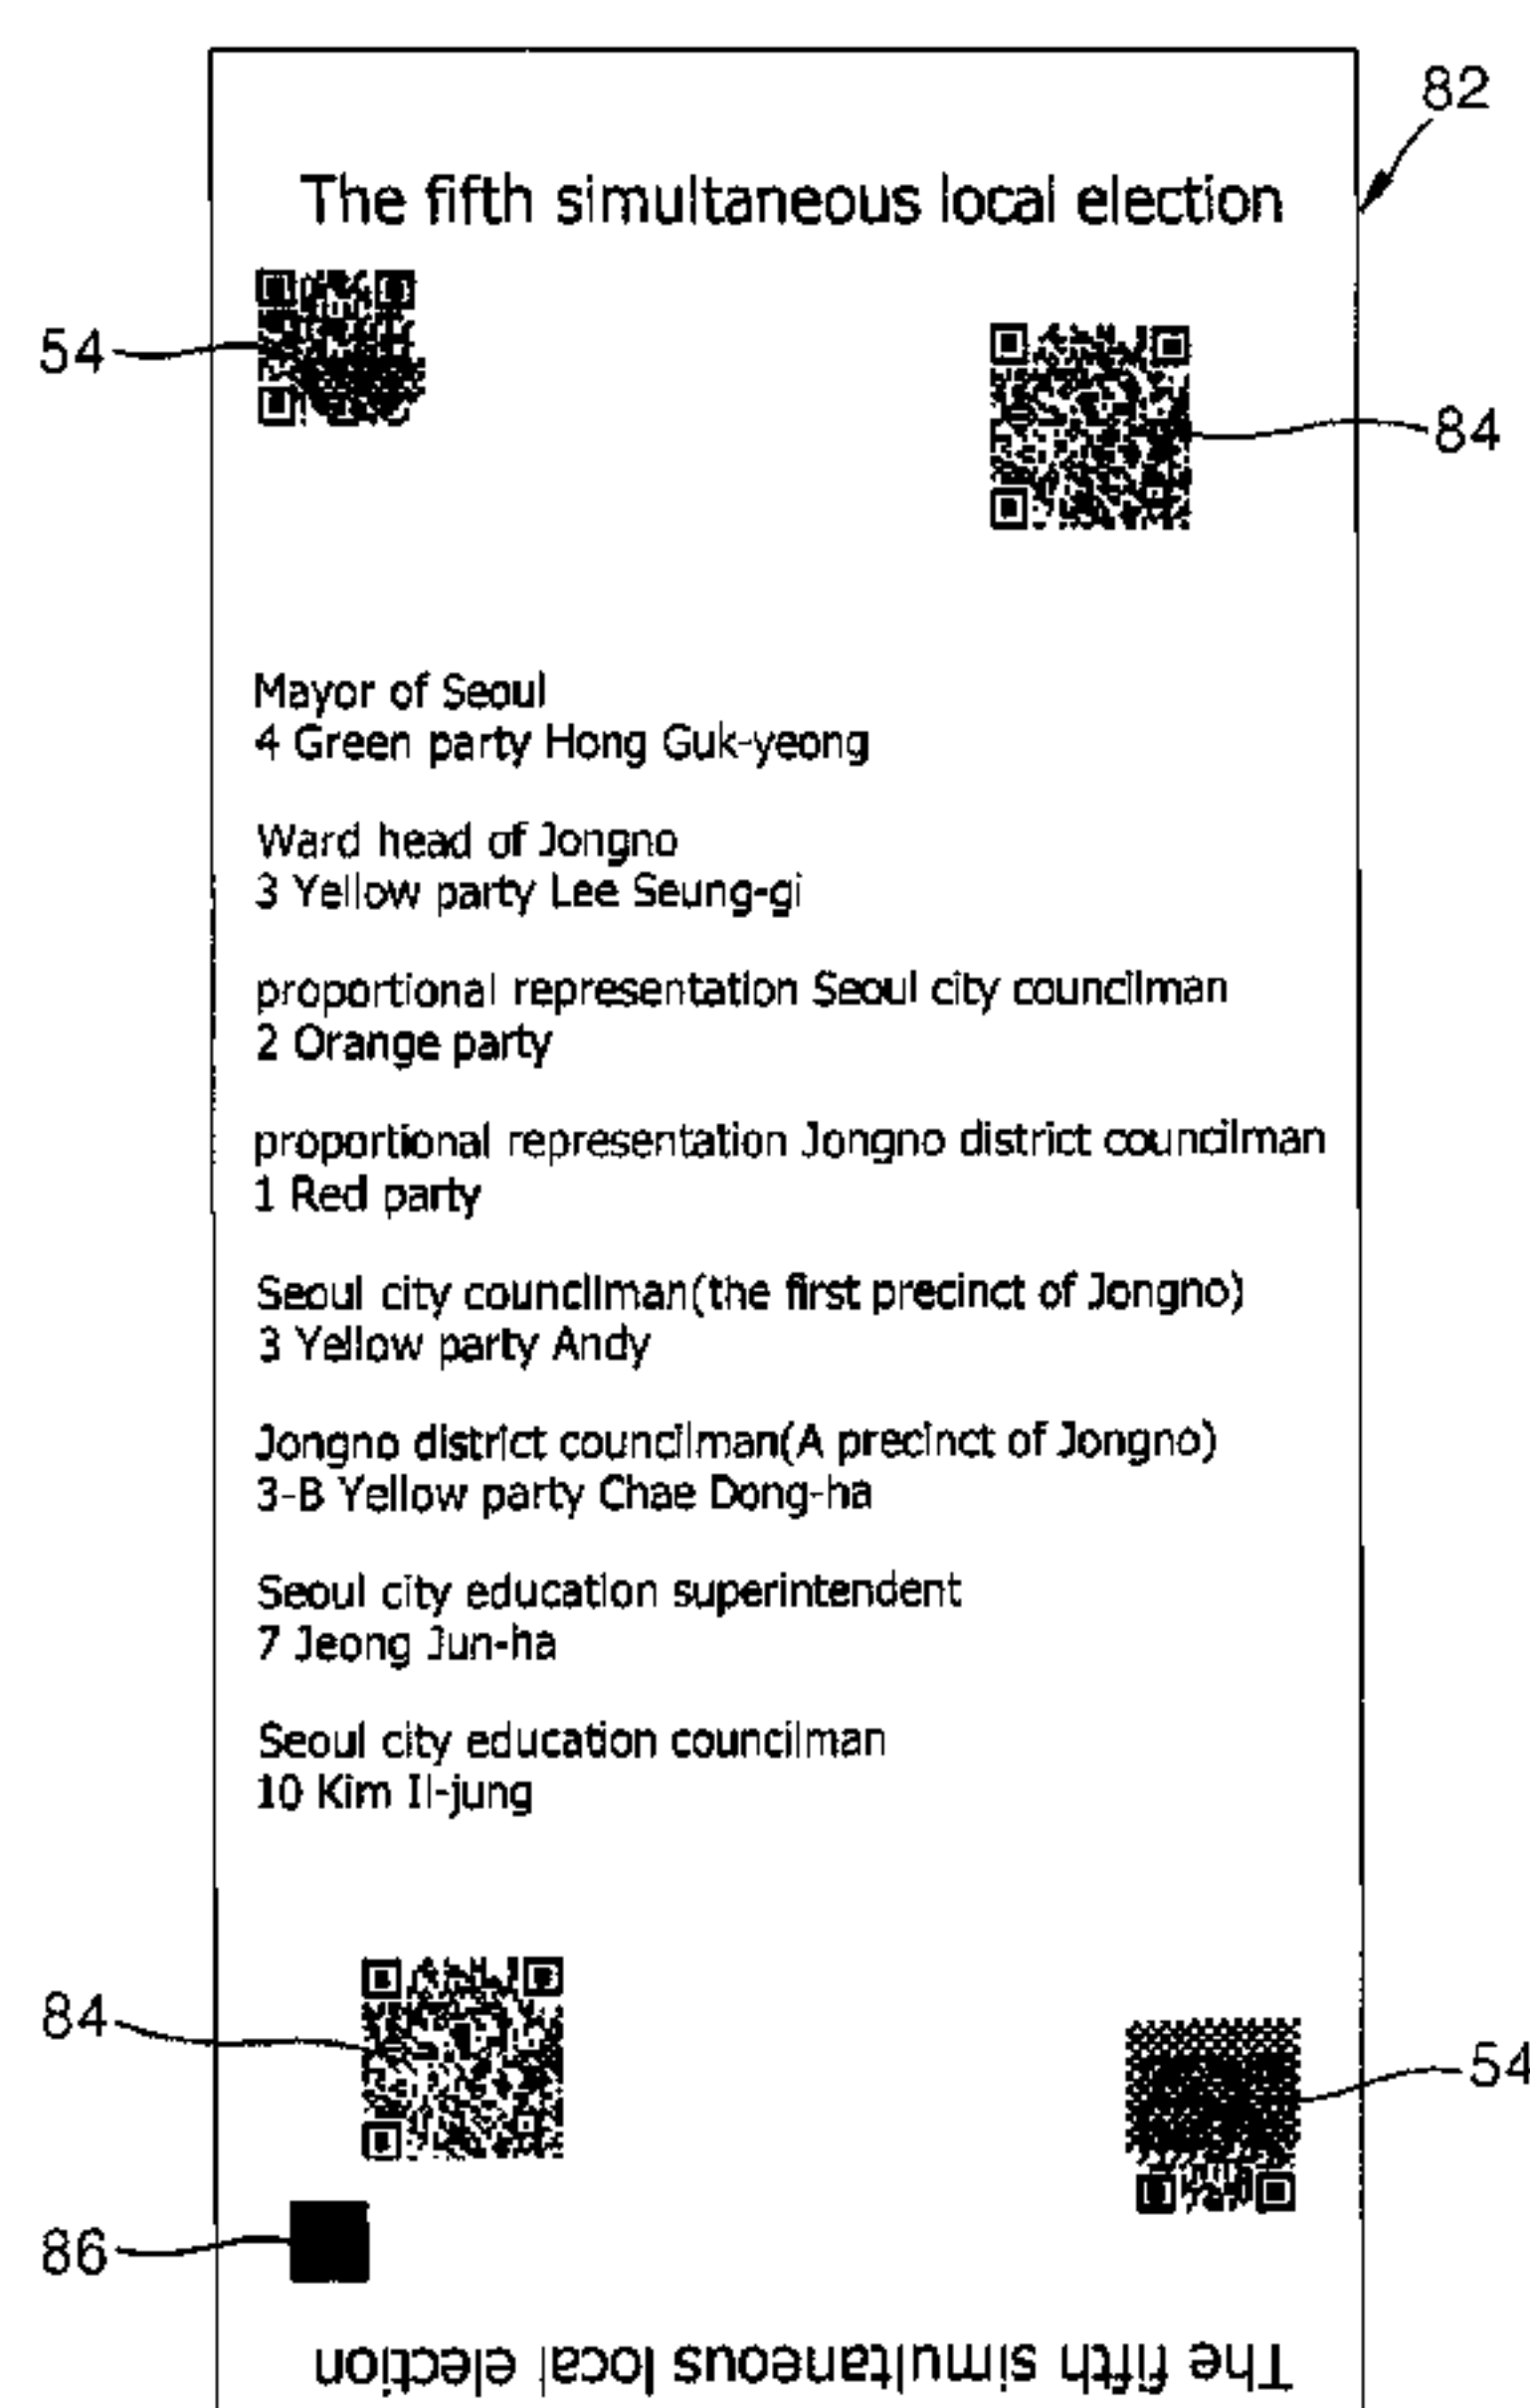 82
The fifth simultaneous local election
54
84
Mayor of Seoul
4 Green party Hong Guk-yeong
Ward head of Jongno
3 Yellow party Lee Seung-gi
proportional representation Seoul city councilman
2 Orange party
proportional representation Jongno district councilman
1 Red party
Seoul city councilman(the first precinct of Jongno)
3 Yellow party Andy
Jongno district councilman(A precinct of Jongno)
3-B Yellow party Chae Dong-ha
Seoul city education superintendent
7 Jeong Jun-ha
Seoul city education councilman
10 Kim Il-jung
84
54
86
The fifth simultaneous local election